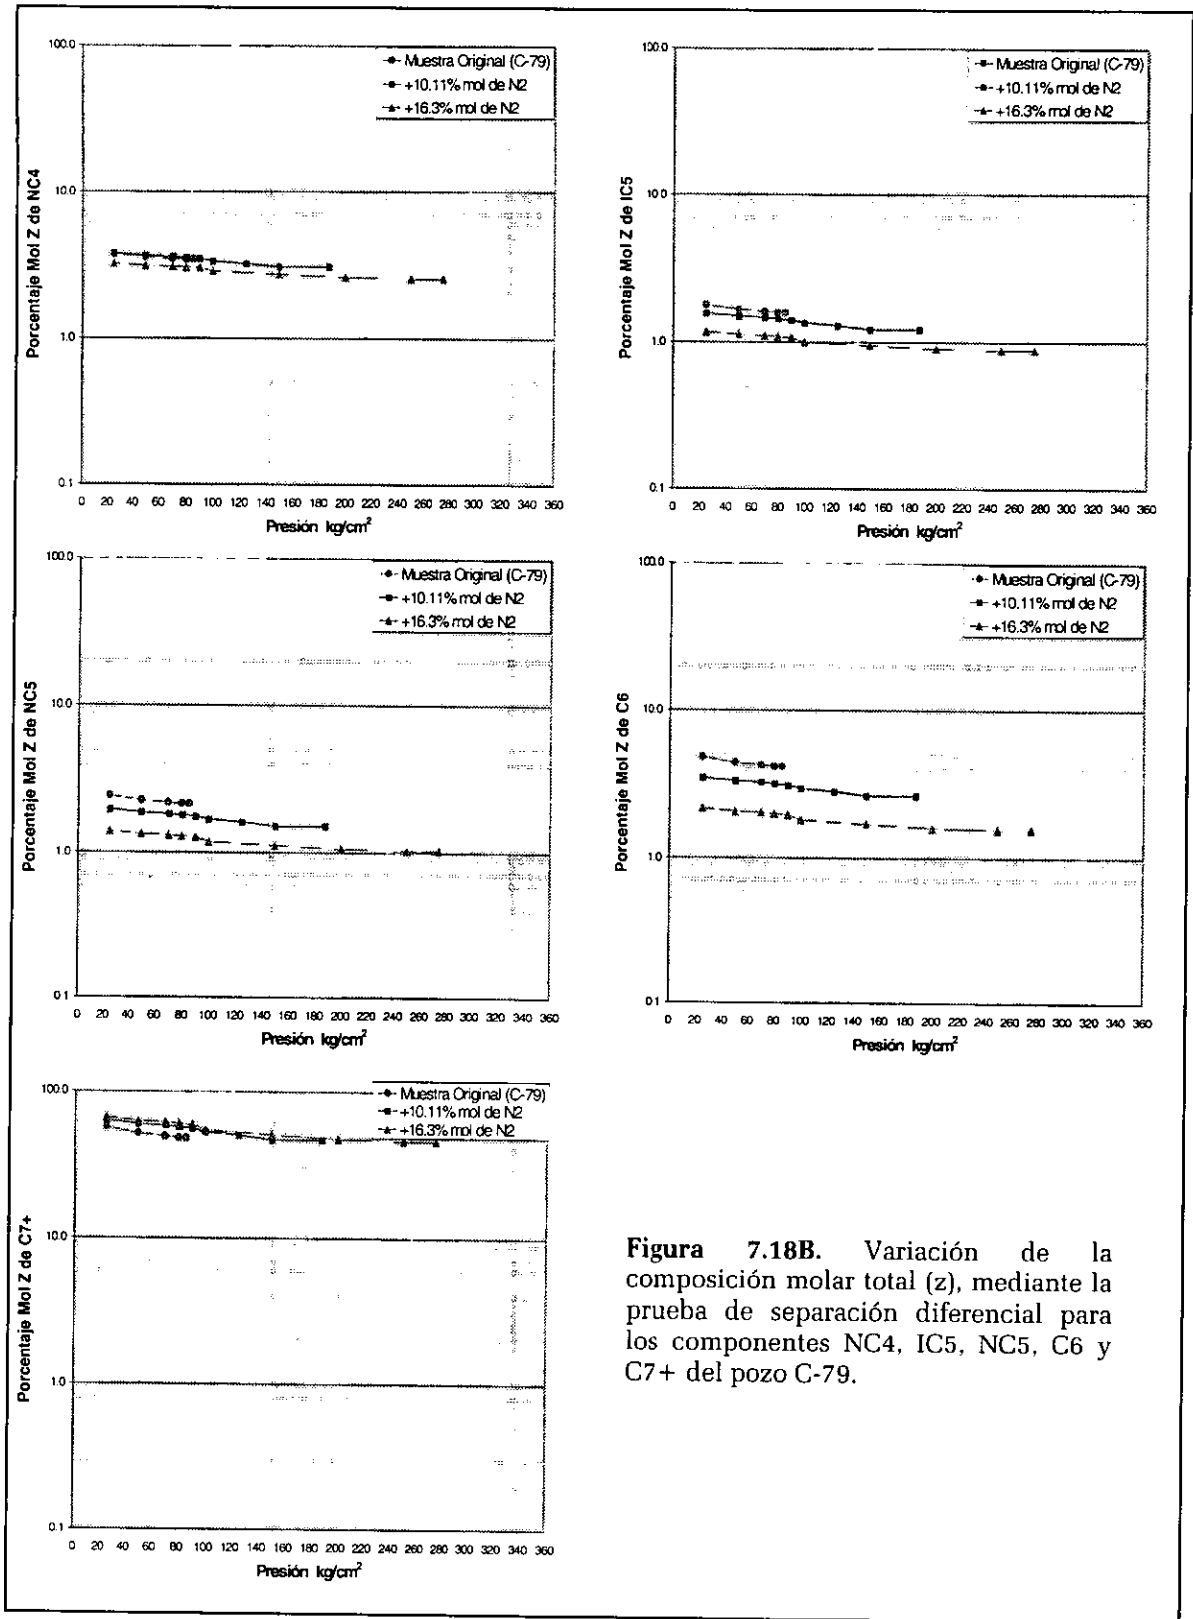 100.0
Muestra Original (C-79)
+10.11% mol de N2
+16.3% mol de N2
10.0
1.0
0.1
Porcentaje Mol Z de NC4
0 20 40 60 80 100 120 140 160 180 200 220 240 260 280 300 320 340 360
Presión kg/cm²
100.0
Muestra Original (C-79)
+10.11% mol de N2
+16.3% mol de N2
10.0
1.0
0.1
Porcentaje Mol Z de IC5
0 20 40 60 80 100 120 140 160 180 200 220 240 260 280 300 320 340 360
Presión kg/cm²
100.0
Muestra Original (C-79)
+10.11% mol de N2
+16.3% mol de N2
10.0
1.0
0.1
Porcentaje Mol Z de NC5
0 20 40 60 80 100 120 140 160 180 200 220 240 260 280 300 320 340 360
Presión kg/cm²
100.0
Muestra Original (C-79)
+10.11% mol de N2
+16.3% mol de N2
10.0
1.0
0.1
Porcentaje Mol Z de C6
0 20 40 60 80 100 120 140 160 180 200 220 240 260 280 300 320 340 360
Presión kg/cm²
100.0
Muestra Original (C-79)
+10.11% mol de N2
+16.3% mol de N2
10.0
1.0
0.1
Porcentaje Mol Z de C7+
0 20 40 60 80 100 120 140 160 180 200 220 240 260 280 300 320 340 360
Presión kg/cm²
Figura 7.18B. Variación de la
composición molar total (z), mediante la
prueba de separación diferencial para
los componentes NC4, IC5, NC5, C6 y
C7+ del pozo C-79.